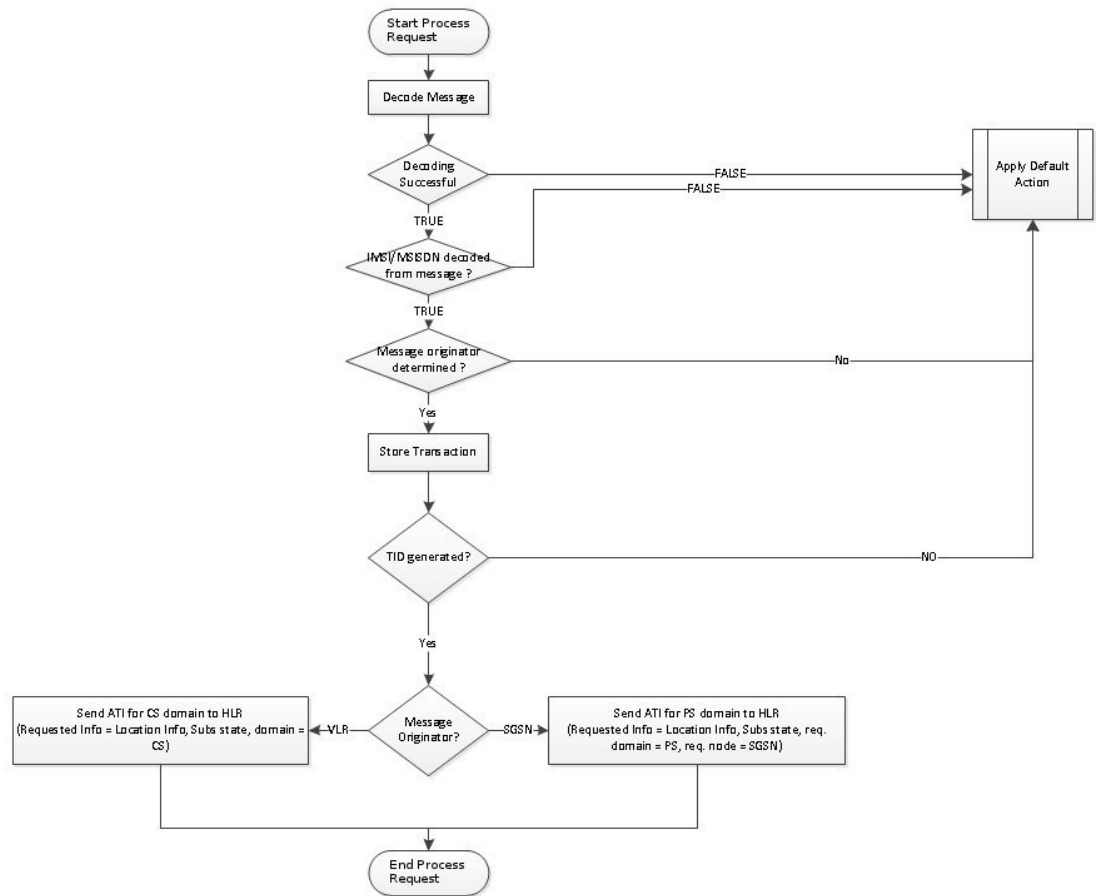 Start Process
Request
Decode Message
Decoding
Successful
FALSE
FALSE
Apply Default
Action
TRUE
IMSI/MSISDN decoded
from message ?
TRUE
Message originator
determined ?
No
Yes
Store Transaction
TID generated?
NO
Yes
Send ATI for CS domain to HLR
(Requested Info = Location Info, Subs state, domain =
CS)
VLR
Message
Originator?
SGSN
Send ATI for PS domain to HLR
(Requested Info = Location Info, Subs state, req.
domain = PS, req. node = SGSN)
End Process
Request